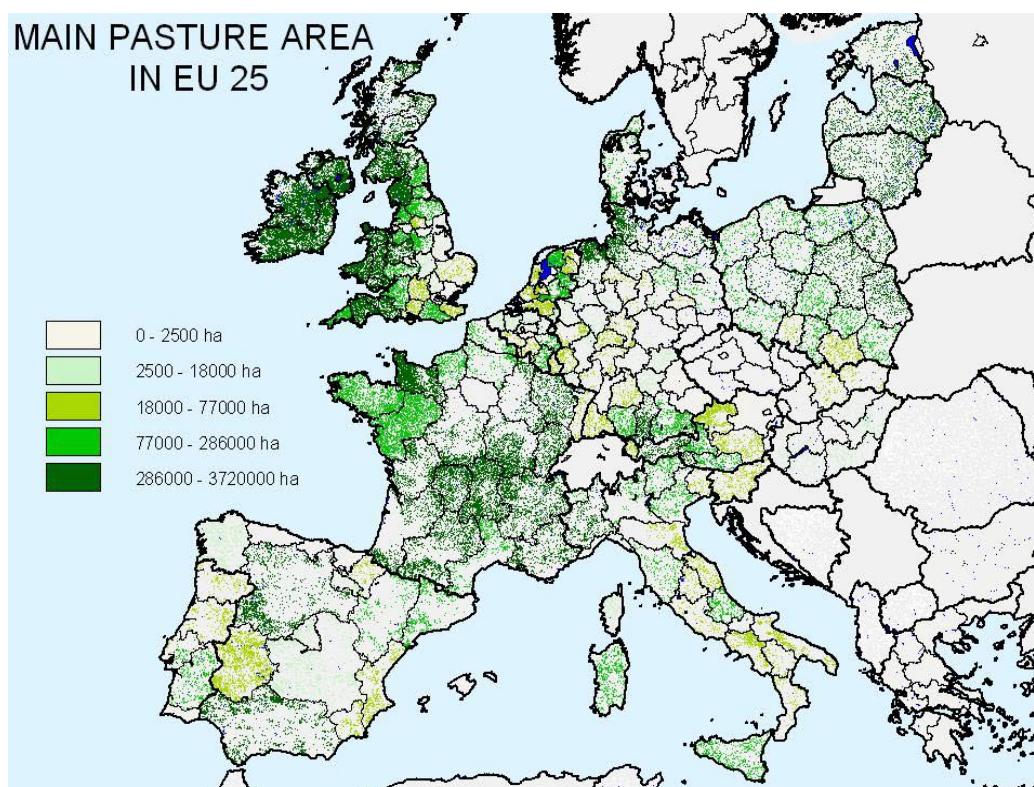 MAIN PASTURE AREA
IN EU 25
0 - 2500 ha
2500 - 18000 ha
18000 - 77000 ha
77000 - 286000 ha
286000 - 3720000 ha